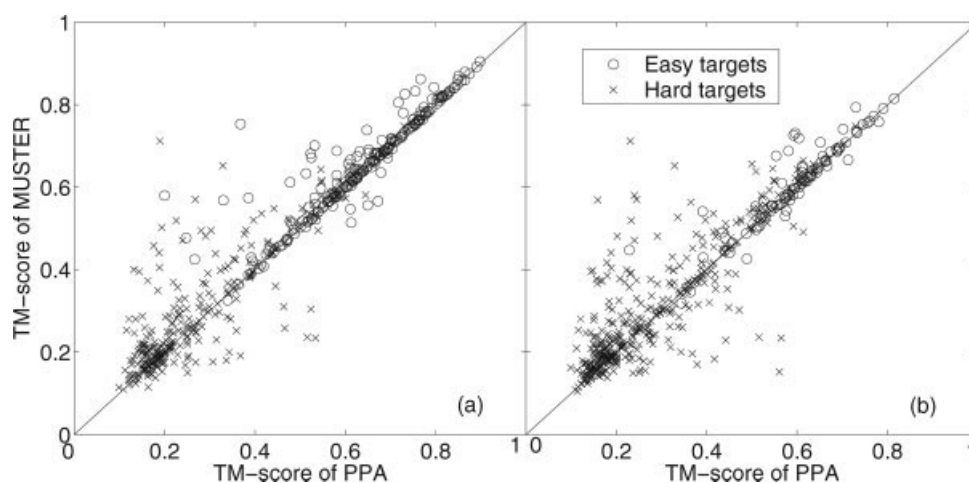 1
0.8
0.6
0.4
0.2
0
TM-score of MUSTER
Easy targets
Hard targets
(a)
(b)
0.2 0.4 0.6 0.8 1 0 0.2 0.4 0.6 0.8
TM-score of PPA TM-score of PPA